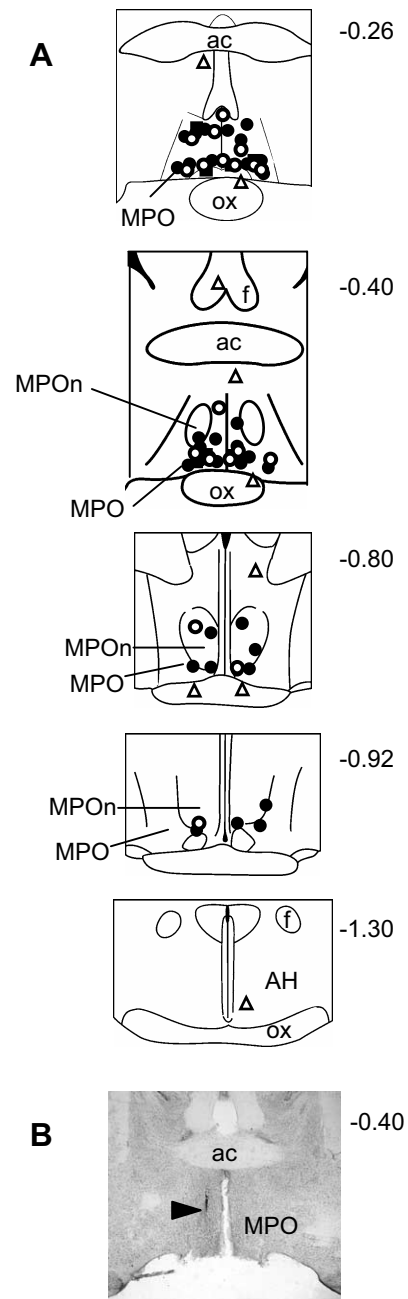 A
-0.26
ac
MPO
ox
-0.40
f
ac
MPOn
MPO
ox
-0.80
MPOn
MPO
-0.92
MPOn
MPO
-1.30
f
AH
ox
B
-0.40
ac
MPO